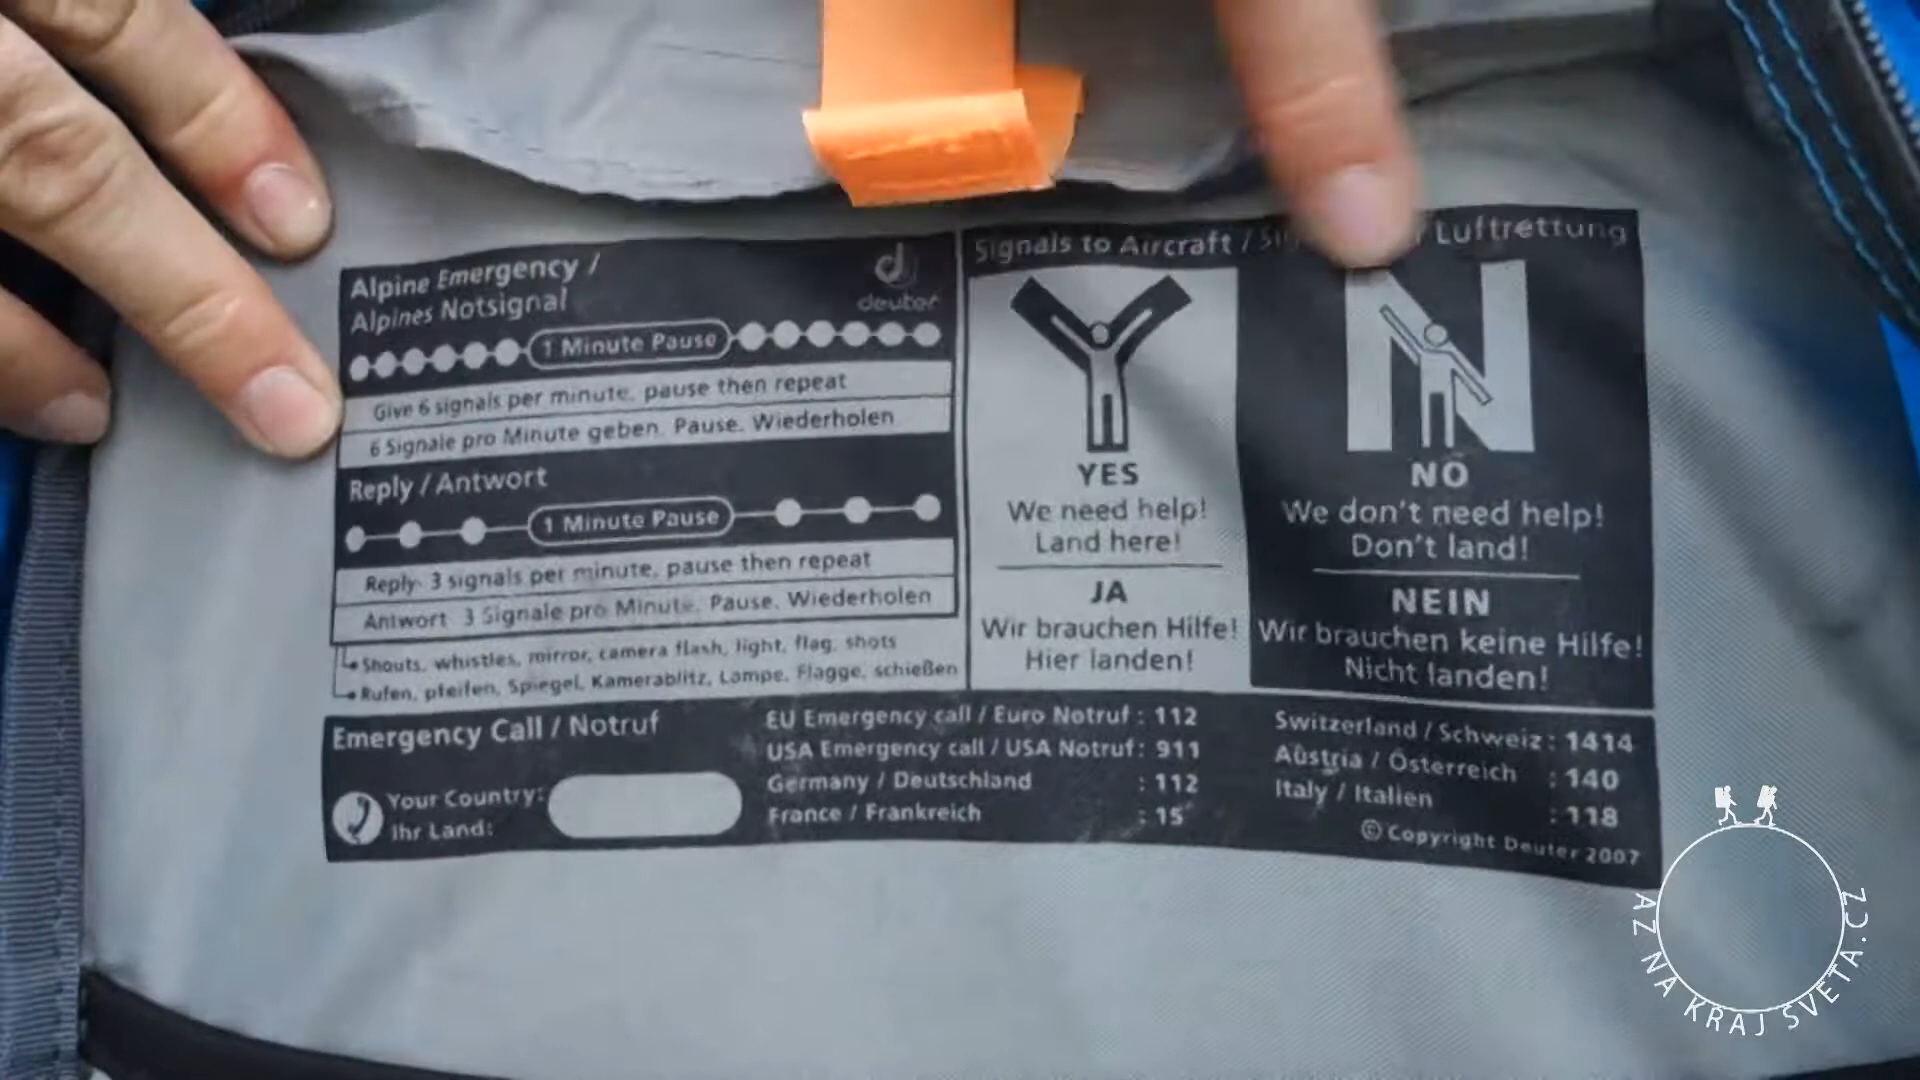 Alpine Emergency /
Alpines Notsignal
deuter
1 Minute Pause
Give 6 signals per minute, pause then repeat
6 Signale pro Minute geben. Pause. Wiederholen
Reply / Antwort
1 Minute Pause
Reply: 3 signals per minute, pause then repeat
Antwort 3 Signale pro Minute. Pause. Wiederholen
Shouts, whistles, mirror, camera flash, light, flag, shots
Rufen, pfeifen, Spiegel, Kamerablitz, Lampe, Flagge, schießen
Signals to Aircraft / Luftrettung
Y
YES
We need help!
Land here!
JA
Wir brauchen Hilfe!
Hier landen!
N
NO
We don't need help!
Don't land!
NEIN
Wir brauchen keine Hilfe!
Nicht landen!
Emergency Call / Notruf
Your Country:
Ihr Land:
EU Emergency call / Euro Notruf : 112
USA Emergency call / USA Notruf: 911
Germany / Deutschland : 112
France / Frankreich : 15
Switzerland / Schweiz : 1414
Austria / Österreich : 140
Italy / Italien : 118
© Copyright Deuter 2007
AZ NA KRAJ SVETA.CZ